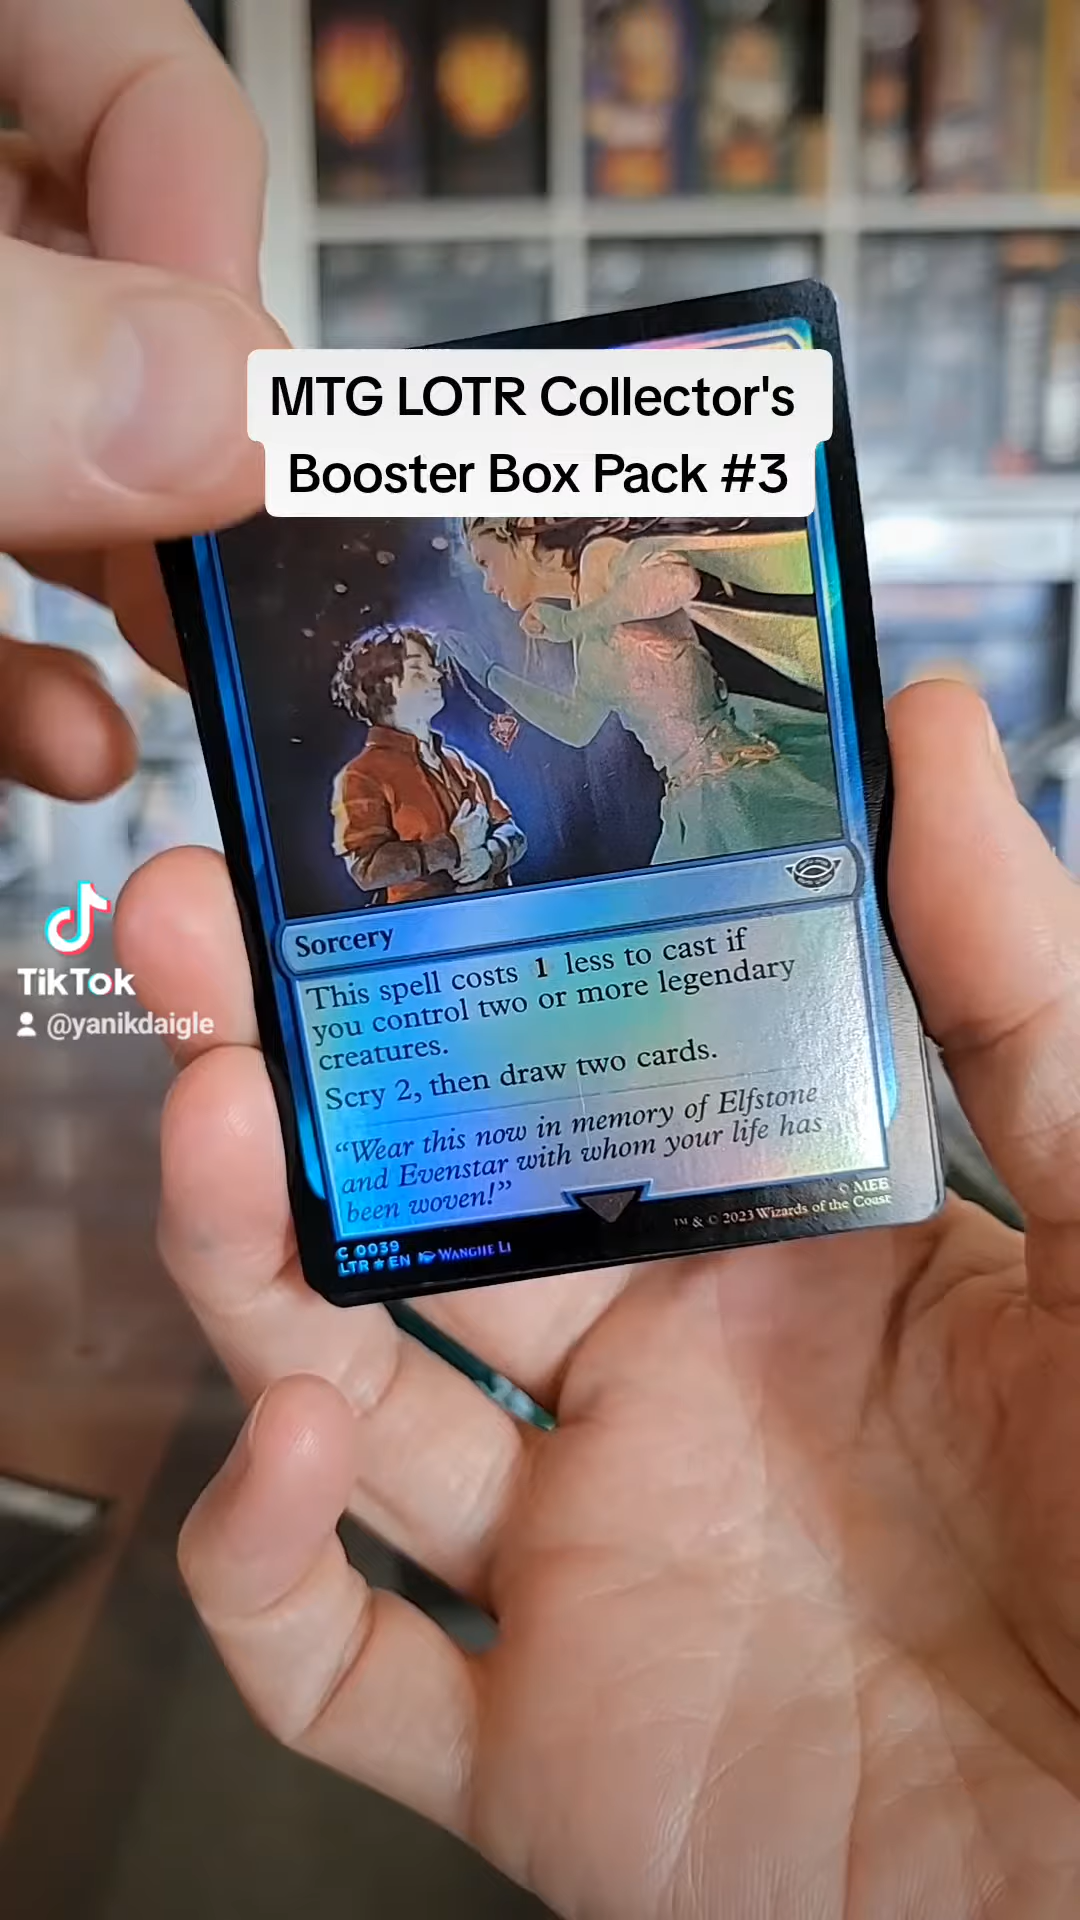 MTG LOTR Collector's
Booster Box Pack #3
Sorcery
This spell costs 1 less to cast if
you control two or more legendary
creatures.
Scry 2, then draw two cards.
“Wear this now in memory of Elfstone
and Evenstar with whom your life has
been woven!”
© MEE
™ & © 2023 Wizards of the Coast
C 0039
LTR ★ EN Wangjie Li
TikTok
@yanikdaigle